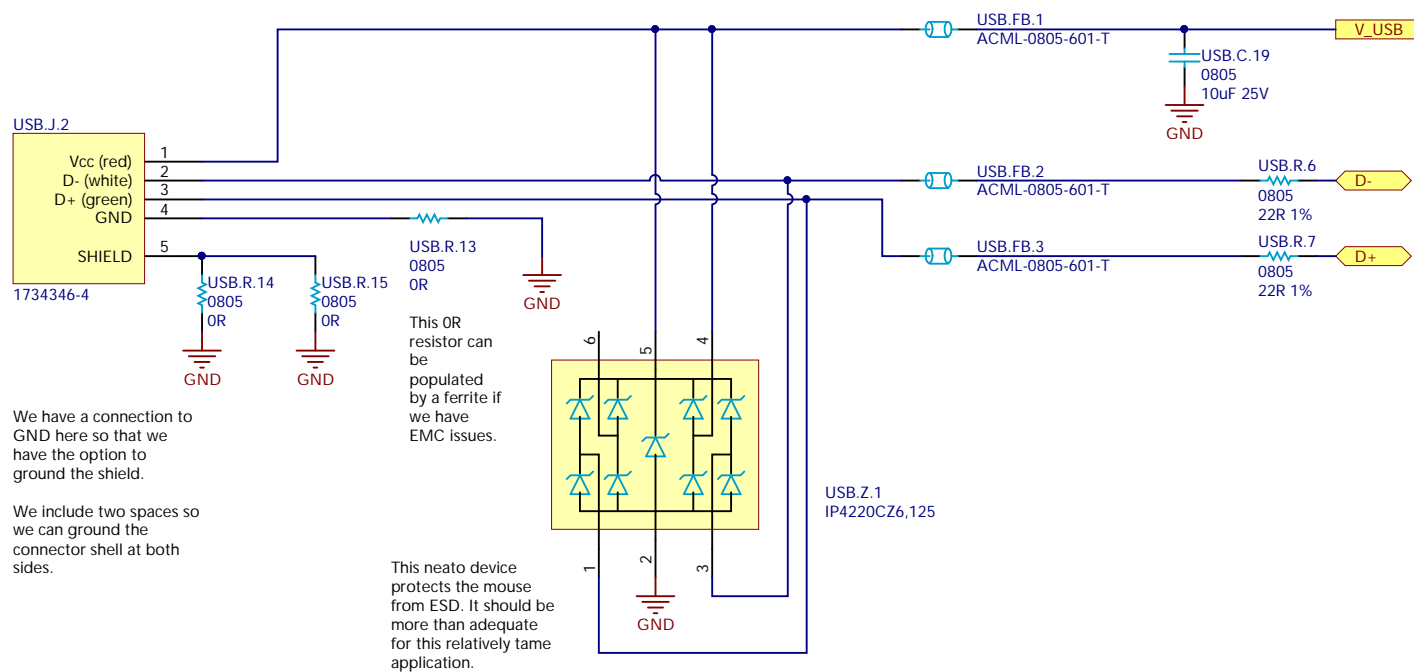 USB.FB.1
ACML-0805-601-T
V_USB
USB.C.19
0805
10uF 25V
GND
USB.J.2
Vcc (red)
1
D- (white)
2
D+ (green)
3
GND
4
SHIELD
5
1734346-4
USB.FB.2
ACML-0805-601-T
USB.R.6
0805
22R 1%
D-
USB.FB.3
ACML-0805-601-T
USB.R.7
0805
22R 1%
D+
USB.R.13
0805
0R
GND
USB.R.14
0805
0R
GND
USB.R.15
0805
0R
GND
This 0R
resistor can
be
populated
by a ferrite if
we have
EMC issues.
We have a connection to
GND here so that we
have the option to
ground the shield.
We include two spaces so
we can ground the
connector shell at both
sides.
6
5
4
1
2
3
GND
USB.Z.1
IP4220CZ6,125
This neato device
protects the mouse
from ESD. It should be
more than adequate
for this relatively tame
application.